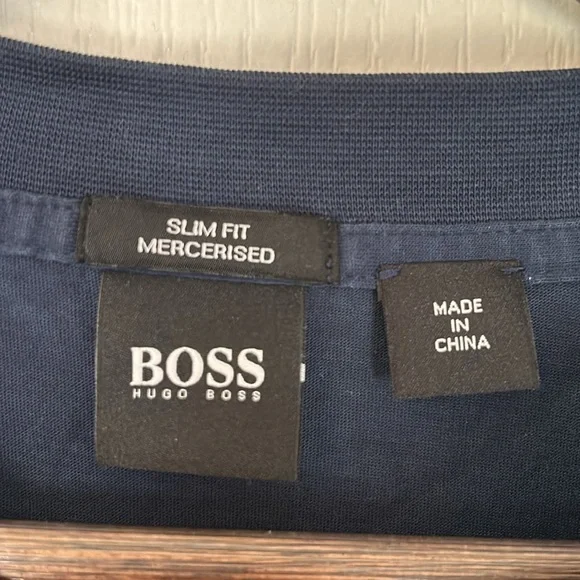 SLIM FIT
MERCERISED
BOSS
HUGO BOSS
MADE
IN
CHINA